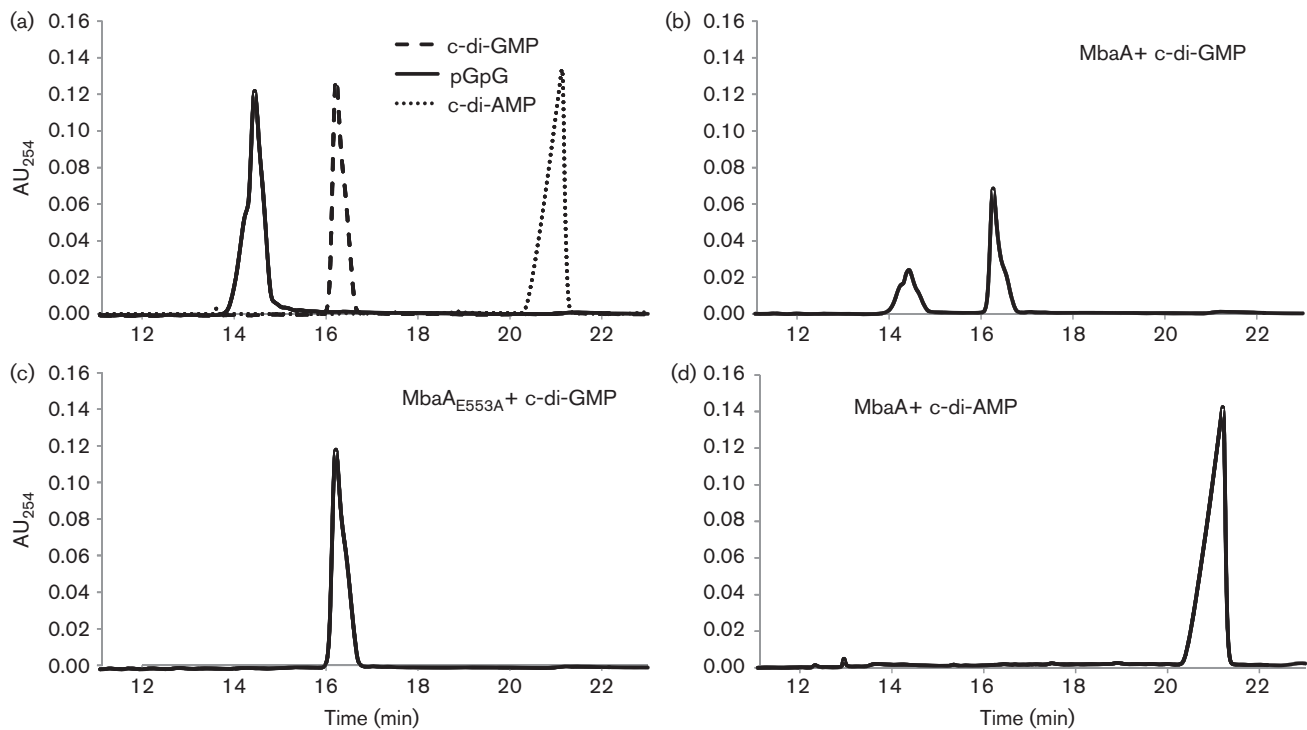 (a)
0.16
0.14
0.12
0.10
0.08
0.06
0.04
0.02
0.00
AU254
c-di-GMP
pGpG
c-di-AMP
12 14 16 18 20 22
(b)
0.16
0.14
0.12
0.10
0.08
0.06
0.04
0.02
0.00
MbaA+ c-di-GMP
12 14 16 18 20 22
(c)
0.16
0.14
0.12
0.10
0.08
0.06
0.04
0.02
0.00
AU254
MbaAE553A+ c-di-GMP
12 14 16 18 20 22
Time (min)
(d)
0.16
0.14
0.12
0.10
0.08
0.06
0.04
0.02
0.00
MbaA+ c-di-AMP
12 14 16 18 20 22
Time (min)